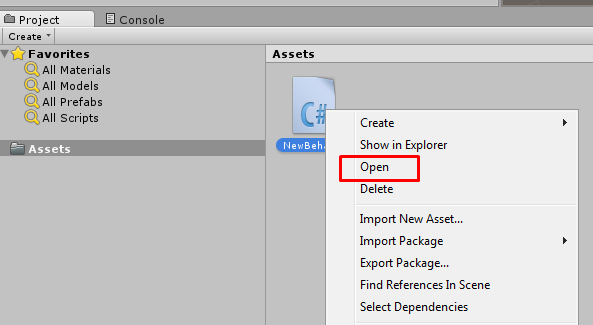 Project
Console
Create
Favorites
All Materials
All Models
All Prefabs
All Scripts
Assets
Assets
C#
NewBeh
Create
Show in Explorer
Open
Delete
Import New Asset...
Import Package
Export Package...
Find References In Scene
Select Dependencies